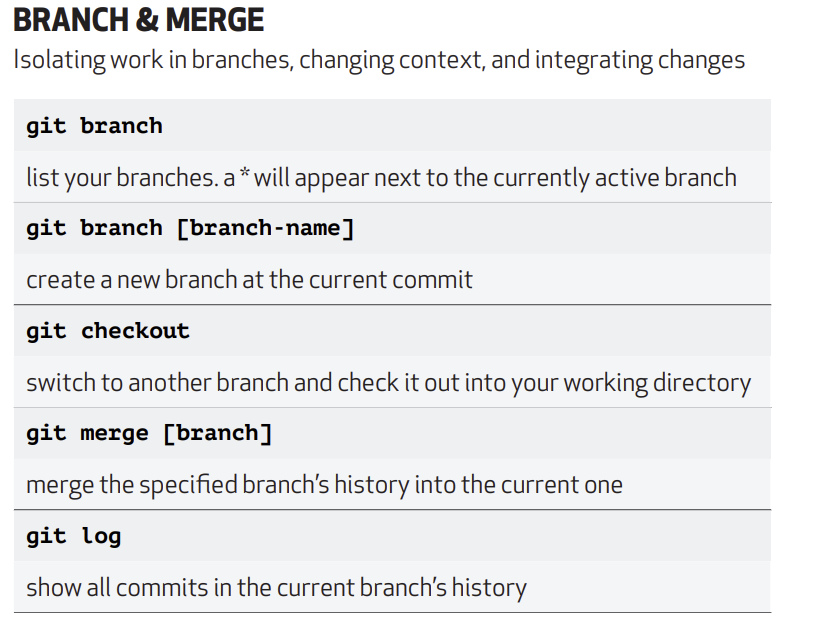 BRANCH & MERGE
Isolating work in branches, changing context, and integrating changes
git branch
list your branches. a * will appear next to the currently active branch
git branch [branch-name]
create a new branch at the current commit
git checkout
switch to another branch and check it out into your working directory
git merge [branch]
merge the specified branch’s history into the current one
git log
show all commits in the current branch’s history